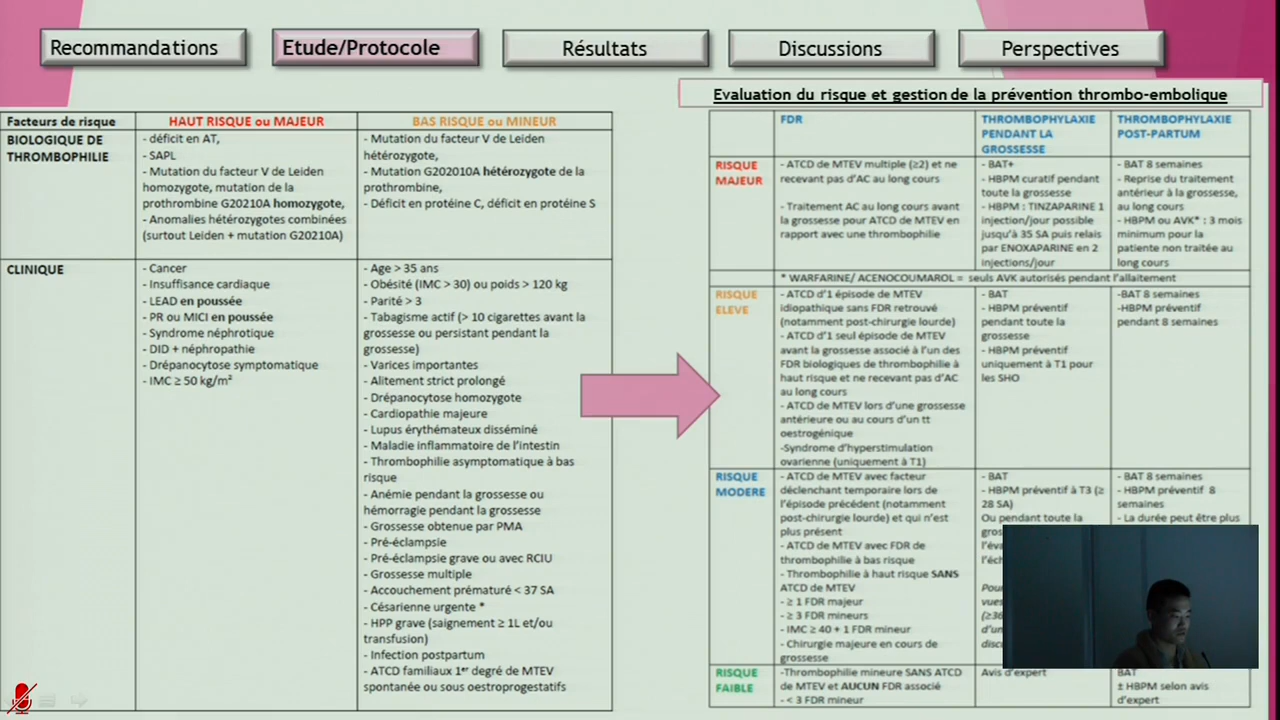 Recommandations
Etude/Protocole
Résultats
Discussions
Perspectives
Evaluation du risque et gestion de la prévention thrombo-embolique
Facteurs de risque
HAUT RISQUE ou MAJEUR
BAS RISQUE ou MINEUR
BIOLOGIQUE DE
THROMBOPHILIE
- déficit en AT,
- SAPL
- Mutation du facteur V de Leiden
homozygote, mutation de la
prothrombine G20210A homozygote,
- Anomalies hétérozygotes combinées
(surtout Leiden + mutation G20210A)
- Mutation du facteur V de Leiden
hétérozygote,
- Mutation G202010A hétérozygote de la
prothrombine,
- Déficit en protéine C, déficit en protéine S
CLINIQUE
- Cancer
- Insuffisance cardiaque
- LEAD en poussée
- PR ou MICI en poussée
- Syndrome néphrotique
- DID + néphropathie
- Drépanocytose symptomatique
- IMC ≥ 50 kg/m²
- Age > 35 ans
- Obésité (IMC > 30) ou poids > 120 kg
- Parité > 3
- Tabagisme actif (> 10 cigarettes avant la
grossesse ou persistant pendant la
grossesse)
- Varices importantes
- Alitement strict prolongé
- Drépanocytose homozygote
- Cardiopathie majeure
- Lupus érythémateux disséminé
- Maladie inflammatoire de l'intestin
- Thrombophilie asymptomatique à bas
risque
- Anémie pendant la grossesse ou
hémorragie pendant la grossesse
- Grossesse obtenue par PMA
- Pré-éclampsie
- Pré-éclampsie grave ou avec RCIU
- Grossesse multiple
- Accouchement prématuré < 37 SA
- Césarienne urgente *
- HPP grave (saignement ≥ 1L et/ou
transfusion)
- Infection postpartum
- ATCD familiaux 1er degré de MTEV
spontanée ou sous oestroprogestatifs
FDR
THROMBOPHYLAXIE
PENDANT LA
GROSSESSE
THROMBOPHYLAXIE
POST-PARTUM
RISQUE
MAJEUR
- ATCD de MTEV multiple (≥2) et ne
recevant pas d'AC au long cours
- Traitement AC au long cours avant
la grossesse pour ATCD de MTEV en
rapport avec une thrombophilie
- BAT+
- HBPM curatif pendant
toute la grossesse
- HBPM : TINZAPARINE 1
injection/jour possible
jusqu'à 35 SA puis relais
par ENOXAPARINE en 2
injections/jour
- BAT 8 semaines
- Reprise du traitement
antérieur à la grossesse,
au long cours
- HBPM ou AVK* : 3 mois
minimum pour la
patiente non traitée au
long cours
* WARFARINE/ ACENOCOUMAROL = seuls AVK autorisés pendant l'allaitement
RISQUE
ELEVE
- ATCD d'1 épisode de MTEV
idiopathique sans FDR retrouvé
(notamment post-chirurgie lourde)
- ATCD d'1 seul épisode de MTEV
avant la grossesse associé à l'un des
FDR biologiques de thrombophilie à
haut risque et ne recevant pas d'AC
au long cours
- ATCD de MTEV lors d'une grossesse
antérieure ou au cours d'un tt
oestrogénique
-Syndrome d'hyperstimulation
ovarienne (uniquement à T1)
- BAT
- HBPM préventif
pendant toute la
grossesse
- HBPM préventif
uniquement à T1 pour
les SHO
-BAT 8 semaines
-HBPM préventif
pendant 8 semaines
RISQUE
MODERE
- ATCD de MTEV avec facteur
déclenchant temporaire lors de
l'épisode précédent (notamment
post-chirurgie lourde) et qui n'est
plus présent
- ATCD de MTEV avec FDR de
thrombophilie à bas risque
- Thrombophilie à haut risque SANS
ATCD de MTEV
- ≥ 1 FDR majeur
- ≥ 3 FDR mineurs
- IMC ≥ 40 + 1 FDR mineur
- Chirurgie majeure en cours de
grossesse
- BAT
- HBPM préventif à T3 (≥
28 SA)
Ou pendant toute la
- BAT 8 semaines
- HBPM préventif 8
semaines
- La durée peut être plus
RISQUE
FAIBLE
-Thrombophilie mineure SANS ATCD
de MTEV et AUCUN FDR associé
- < 3 FDR mineur
Avis d'expert
BAT
± HBPM selon avis
d'expert